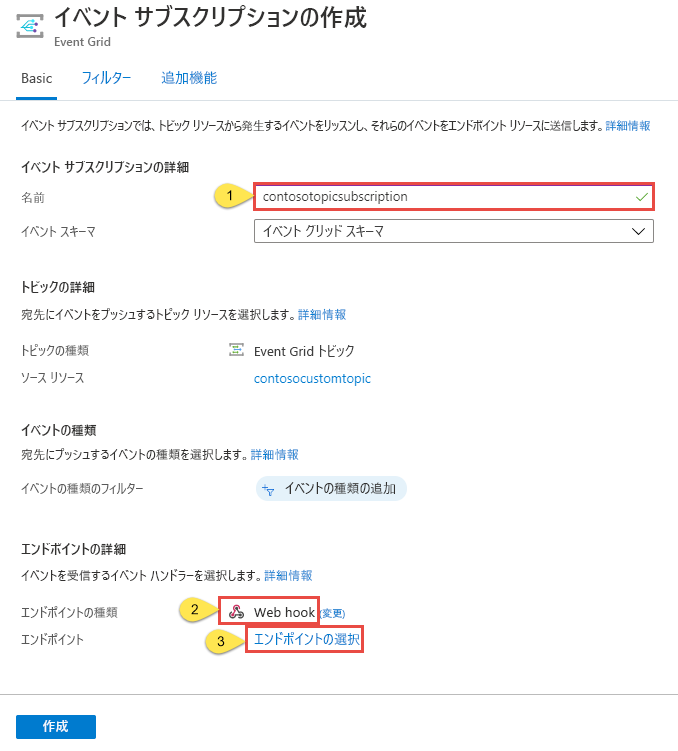 イベント サブスクリプションの作成
Event Grid
Basic フィルター 追加機能
イベント サブスクリプションでは、トピック リソースから発生するイベントをリッスンし、それらのイベントをエンドポイント リソースに送信します。詳細情報
イベント サブスクリプションの詳細
名前 1 contosotopicsubscription
イベント スキーマ イベント グリッド スキーマ
トピックの詳細
宛先にイベントをプッシュするトピック リソースを選択します。詳細情報
トピックの種類 Event Grid トピック
ソース リソース contosocustomtopic
イベントの種類
宛先にプッシュするイベントの種類を選択します。詳細情報
イベントの種類のフィルター イベントの種類の追加
エンドポイントの詳細
イベントを受信するイベント ハンドラーを選択します。詳細情報
エンドポイントの種類 2 Web hook (変更)
エンドポイント 3 エンドポイントの選択
作成